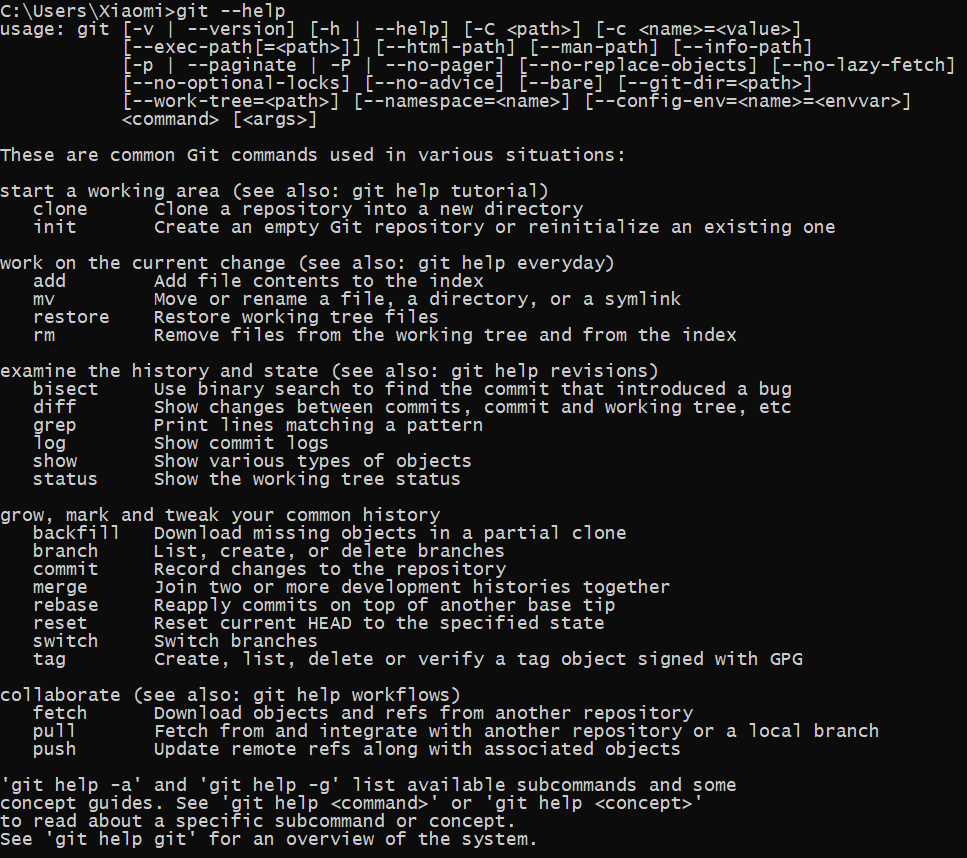 C:\Users\Xiaomi>git --help
usage: git [-v | --version] [-h | --help] [-C <path>] [-c <name>=<value>]
           [--exec-path[=<path>]] [--html-path] [--man-path] [--info-path]
           [-p | --paginate | -P | --no-pager] [--no-replace-objects] [--no-lazy-fetch]
           [--no-optional-locks] [--no-advice] [--bare] [--git-dir=<path>]
           [--work-tree=<path>] [--namespace=<name>] [--config-env=<name>=<envvar>]
           <command> [<args>]

These are common Git commands used in various situations:

start a working area (see also: git help tutorial)
   clone      Clone a repository into a new directory
   init       Create an empty Git repository or reinitialize an existing one

work on the current change (see also: git help everyday)
   add        Add file contents to the index
   mv         Move or rename a file, a directory, or a symlink
   restore    Restore working tree files
   rm         Remove files from the working tree and from the index

examine the history and state (see also: git help revisions)
   bisect     Use binary search to find the commit that introduced a bug
   diff       Show changes between commits, commit and working tree, etc
   grep       Print lines matching a pattern
   log        Show commit logs
   show       Show various types of objects
   status     Show the working tree status

grow, mark and tweak your common history
   backfill   Download missing objects in a partial clone
   branch     List, create, or delete branches
   commit     Record changes to the repository
   merge      Join two or more development histories together
   rebase     Reapply commits on top of another base tip
   reset      Reset current HEAD to the specified state
   switch     Switch branches
   tag        Create, list, delete or verify a tag object signed with GPG

collaborate (see also: git help workflows)
   fetch      Download objects and refs from another repository
   pull       Fetch from and integrate with another repository or a local branch
   push       Update remote refs along with associated objects

'git help -a' and 'git help -g' list available subcommands and some
concept guides. See 'git help <command>' or 'git help <concept>'
to read about a specific subcommand or concept.
See 'git help git' for an overview of the system.